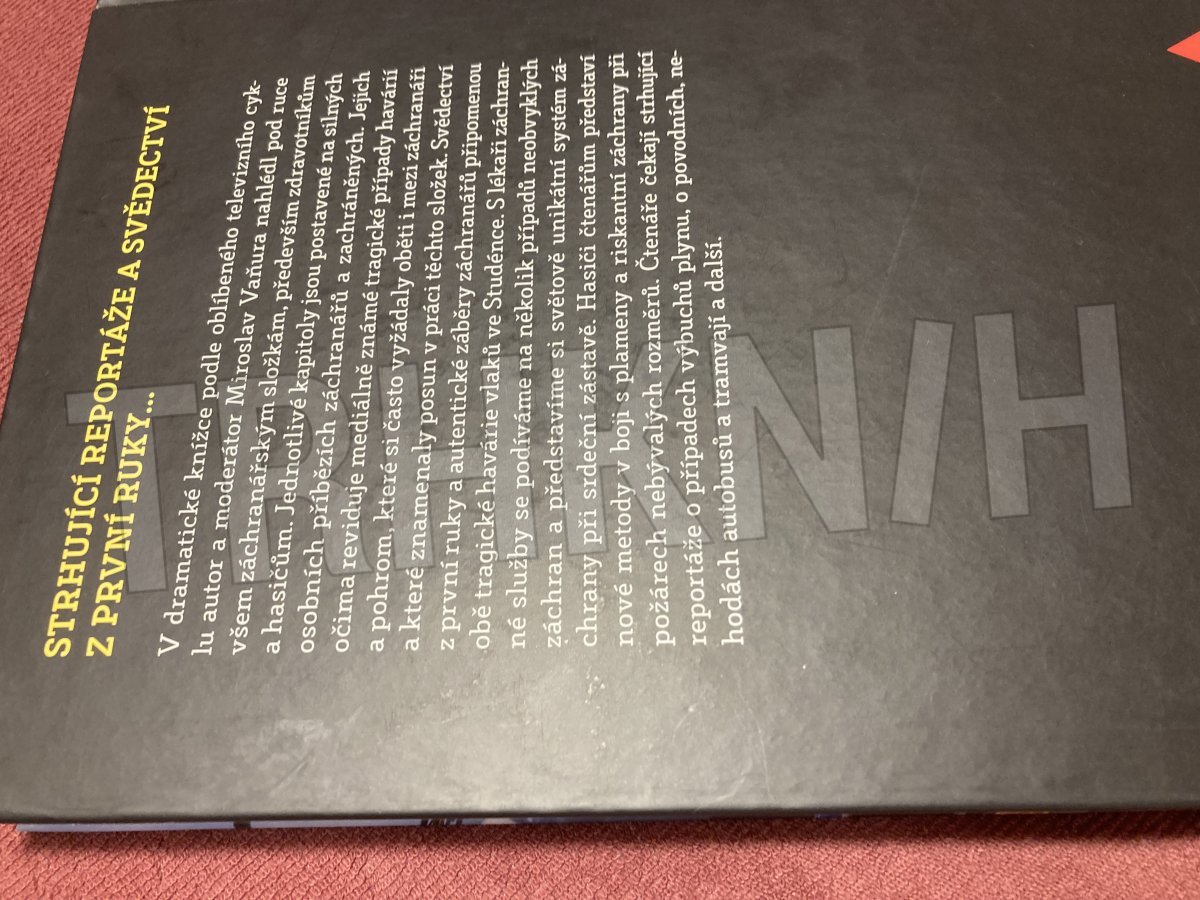 STRHUJÍCÍ REPORTÁŽE A SVĚDECTVÍ
Z PRVNÍ RUKY...
V dramatické knížce podle oblíbeného televizního cyk-
lu autor a moderátor Miroslav Vaňura nahlédl pod ruce
všem záchranářským složkám, především zdravotníkům
a hasičům. Jednotlivé kapitoly jsou postavené na silných
osobních příbězích záchranářů a zachráněných. Jejich
očima reviduje mediálně známé tragické případy havárií
a pohrom, které si často vyžádaly oběti i mezi záchranáři
a které znamenaly posun v práci těchto složek. Svědectví
z první ruky a autentické záběry záchranářů připomenou
obě tragické havárie vlaků ve Studénce. S lékaři záchran-
né služby se podíváme na několik případů neobvyklých
záchran a představíme si světově unikátní systém zá-
chrany při srdeční zástavě. Hasiči čtenářům představí
nové metody v boji s plameny a riskantní záchrany při
požárech nebývalých rozměrů. Čtenáře čekají strhující
reportáže o případech výbuchů plynu, o povodních, ne-
hodách autobusů a tramvají a další.